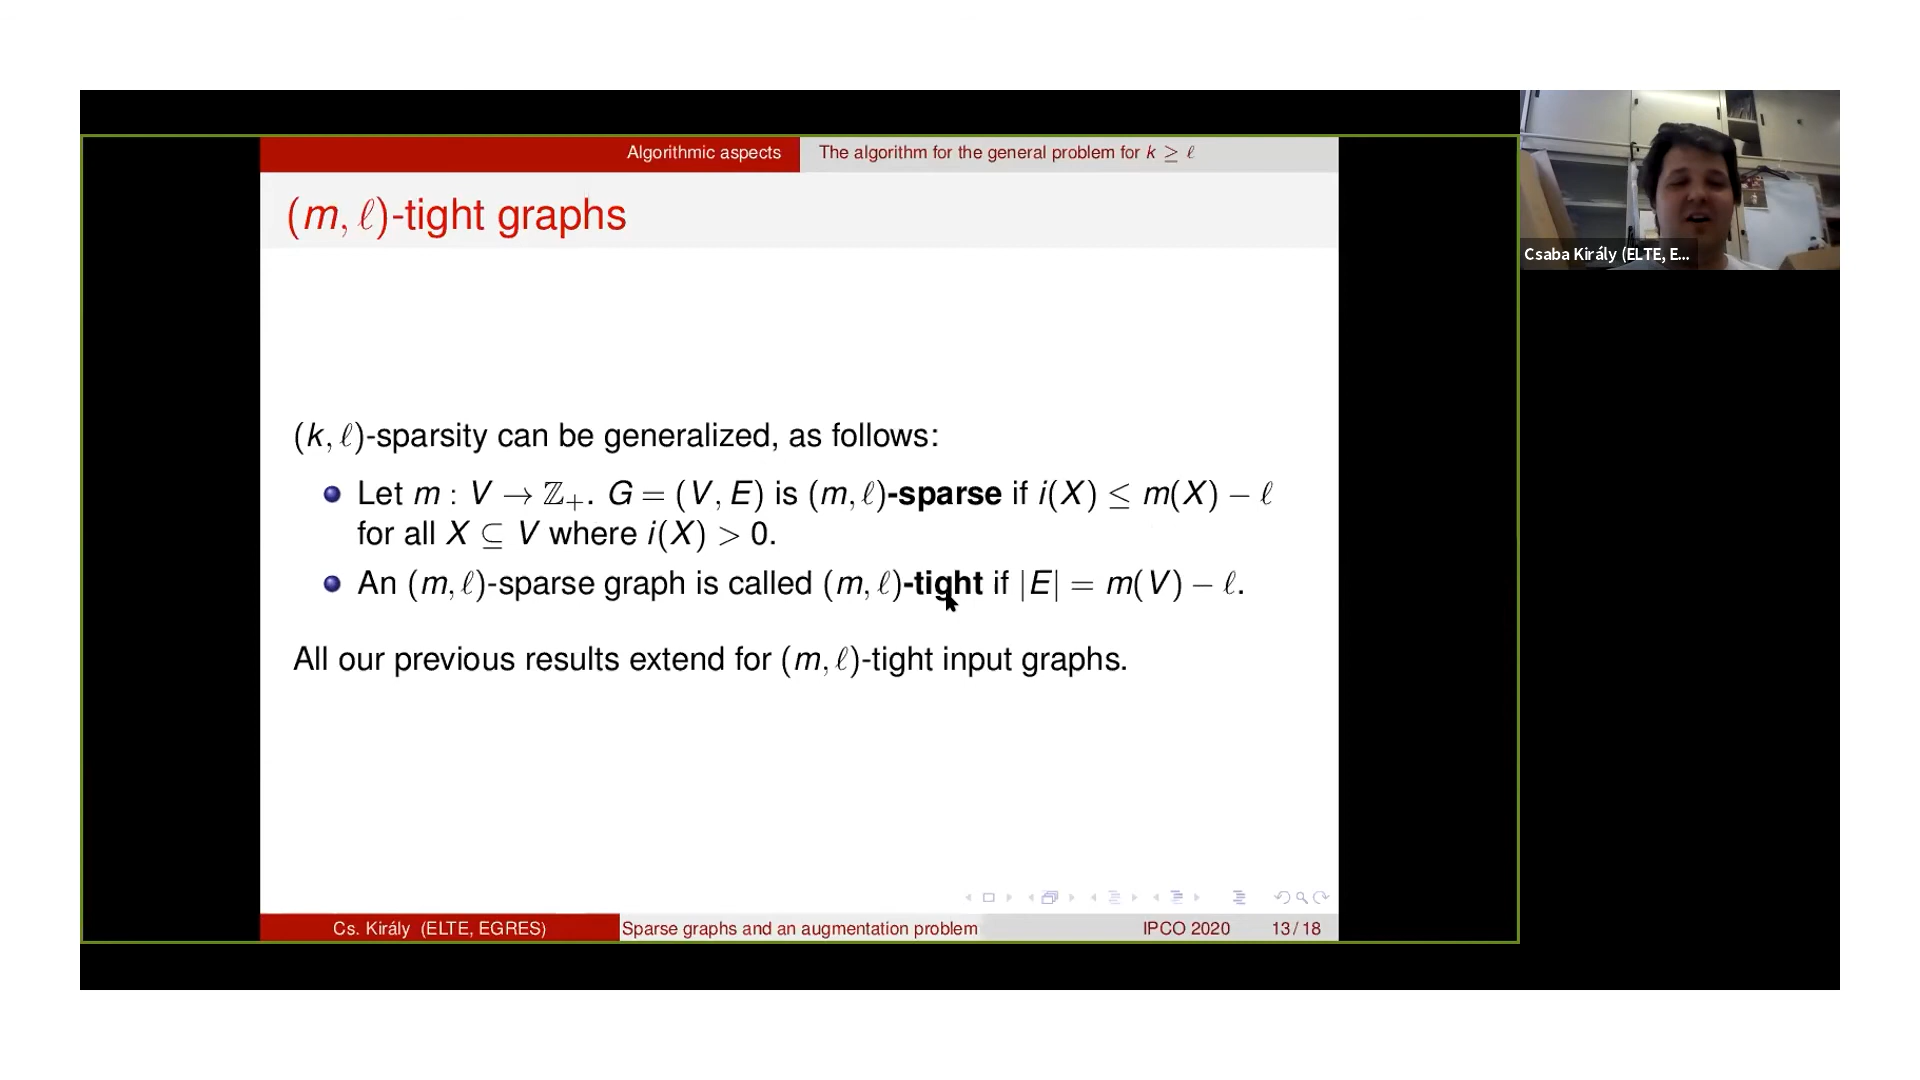 Algorithmic aspects The algorithm for the general problem for k ≥ ℓ
(m, ℓ)-tight graphs
Csaba Király (ELTE, E...
(k, ℓ)-sparsity can be generalized, as follows:
Let m : V → ℤ₊. G = (V, E) is (m, ℓ)-sparse if i(X) ≤ m(X) − ℓ
for all X ⊆ V where i(X) > 0.
An (m, ℓ)-sparse graph is called (m, ℓ)-tight if |E| = m(V) − ℓ.
All our previous results extend for (m, ℓ)-tight input graphs.
Cs. Király (ELTE, EGRES) Sparse graphs and an augmentation problem IPCO 2020 13 / 18